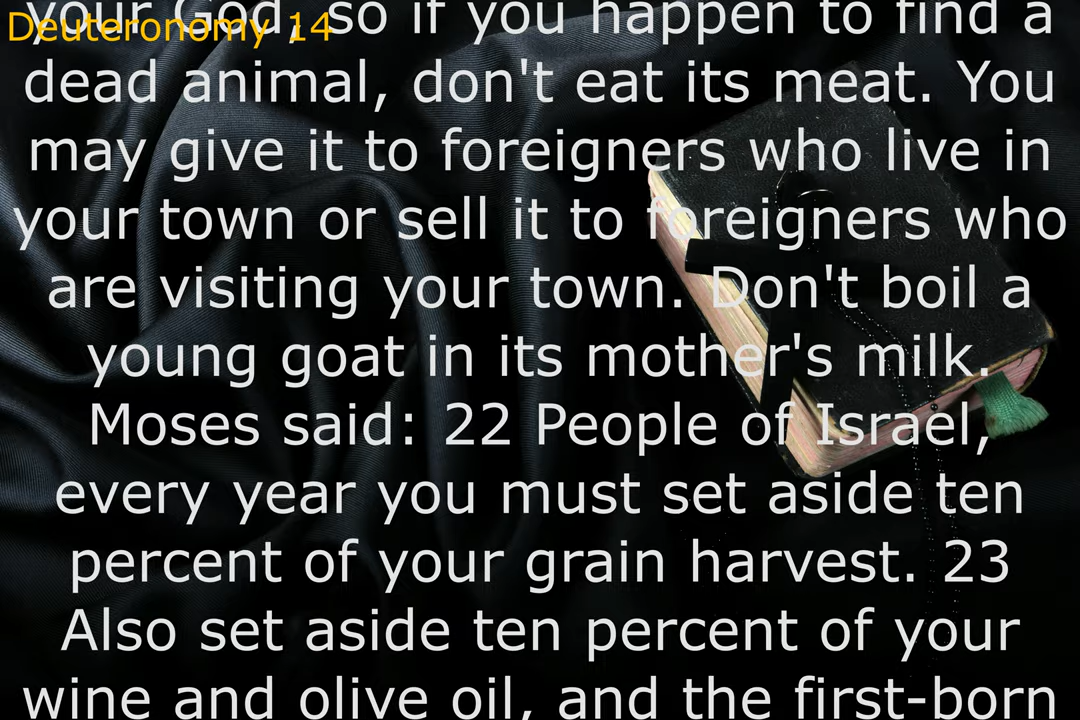 your God, so if you happen to find a
Deuteronomy 14
dead animal, don't eat its meat. You
may give it to foreigners who live in
your town or sell it to foreigners who
are visiting your town. Don't boil a
young goat in its mother's milk.
Moses said: 22 People of Israel,
every year you must set aside ten
percent of your grain harvest. 23
Also set aside ten percent of your
wine and olive oil, and the first-born